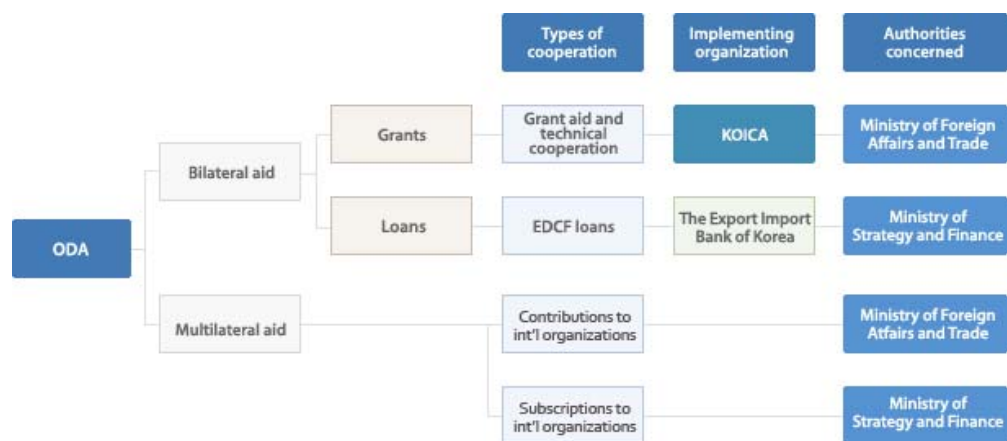 Types of
cooperation
Implementing
organization
Authorities
concerned
Grants
Grant aid and
technical
cooperation
KOICA
Ministry of Foreign
Affairs and Trade
Bilateral aid
Loans
EDCF loans
The Export Import
Bank of Korea
Ministry of
Strategy and Finance
ODA
Multilateral aid
Contributions to
int'l organizations
Ministry of Foreign
Affairs and Trade
Subscriptions to
int'l organizations
Ministry of
Strategy and Finance